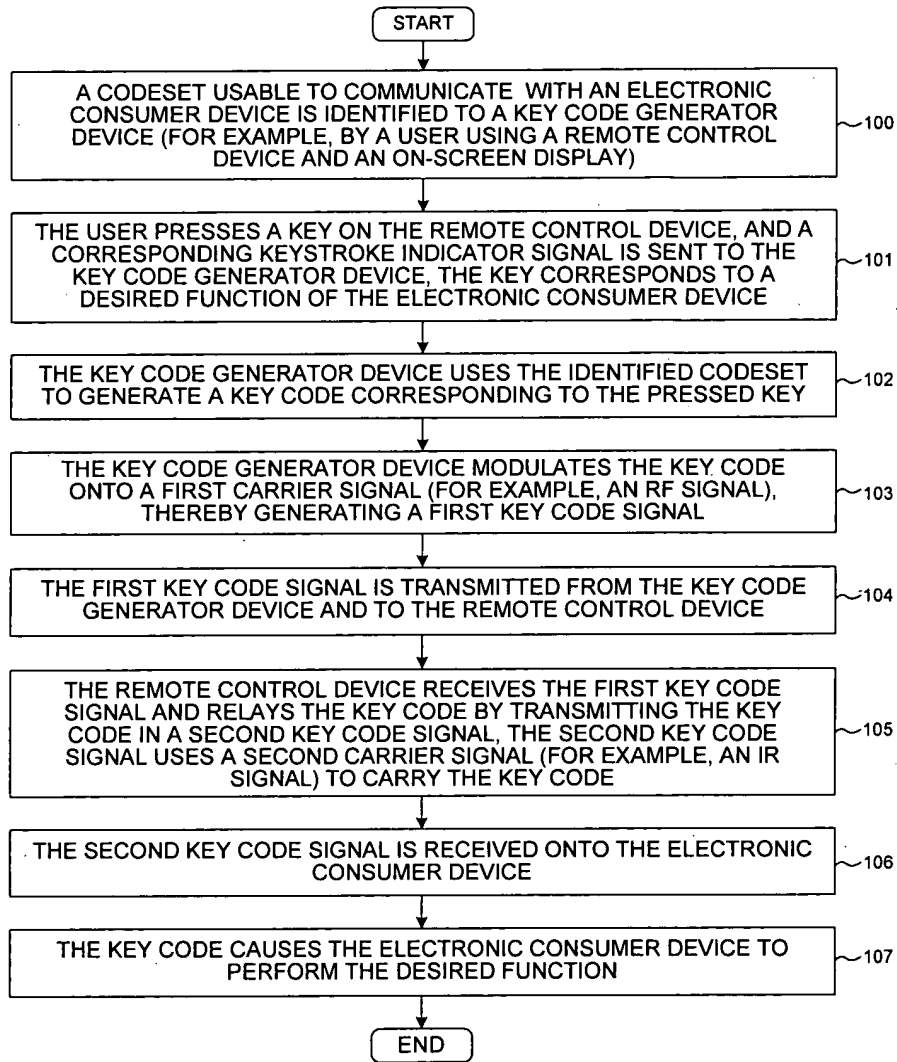 START
A CODESET USABLE TO COMMUNICATE WITH AN ELECTRONIC
CONSUMER DEVICE IS IDENTIFIED TO A KEY CODE GENERATOR
DEVICE (FOR EXAMPLE, BY A USER USING A REMOTE CONTROL
DEVICE AND AN ON-SCREEN DISPLAY)
100
THE USER PRESSES A KEY ON THE REMOTE CONTROL DEVICE, AND A
CORRESPONDING KEYSTROKE INDICATOR SIGNAL IS SENT TO THE
KEY CODE GENERATOR DEVICE, THE KEY CORRESPONDS TO A
DESIRED FUNCTION OF THE ELECTRONIC CONSUMER DEVICE
101
THE KEY CODE GENERATOR DEVICE USES THE IDENTIFIED CODESET
TO GENERATE A KEY CODE CORRESPONDING TO THE PRESSED KEY
102
THE KEY CODE GENERATOR DEVICE MODULATES THE KEY CODE
ONTO A FIRST CARRIER SIGNAL (FOR EXAMPLE, AN RF SIGNAL),
THEREBY GENERATING A FIRST KEY CODE SIGNAL
103
THE FIRST KEY CODE SIGNAL IS TRANSMITTED FROM THE KEY CODE
GENERATOR DEVICE AND TO THE REMOTE CONTROL DEVICE
104
THE REMOTE CONTROL DEVICE RECEIVES THE FIRST KEY CODE
SIGNAL AND RELAYS THE KEY CODE BY TRANSMITTING THE KEY
CODE IN A SECOND KEY CODE SIGNAL, THE SECOND KEY CODE
SIGNAL USES A SECOND CARRIER SIGNAL (FOR EXAMPLE, AN IR
SIGNAL) TO CARRY THE KEY CODE
105
THE SECOND KEY CODE SIGNAL IS RECEIVED ONTO THE ELECTRONIC
CONSUMER DEVICE
106
THE KEY CODE CAUSES THE ELECTRONIC CONSUMER DEVICE TO
PERFORM THE DESIRED FUNCTION
107
END